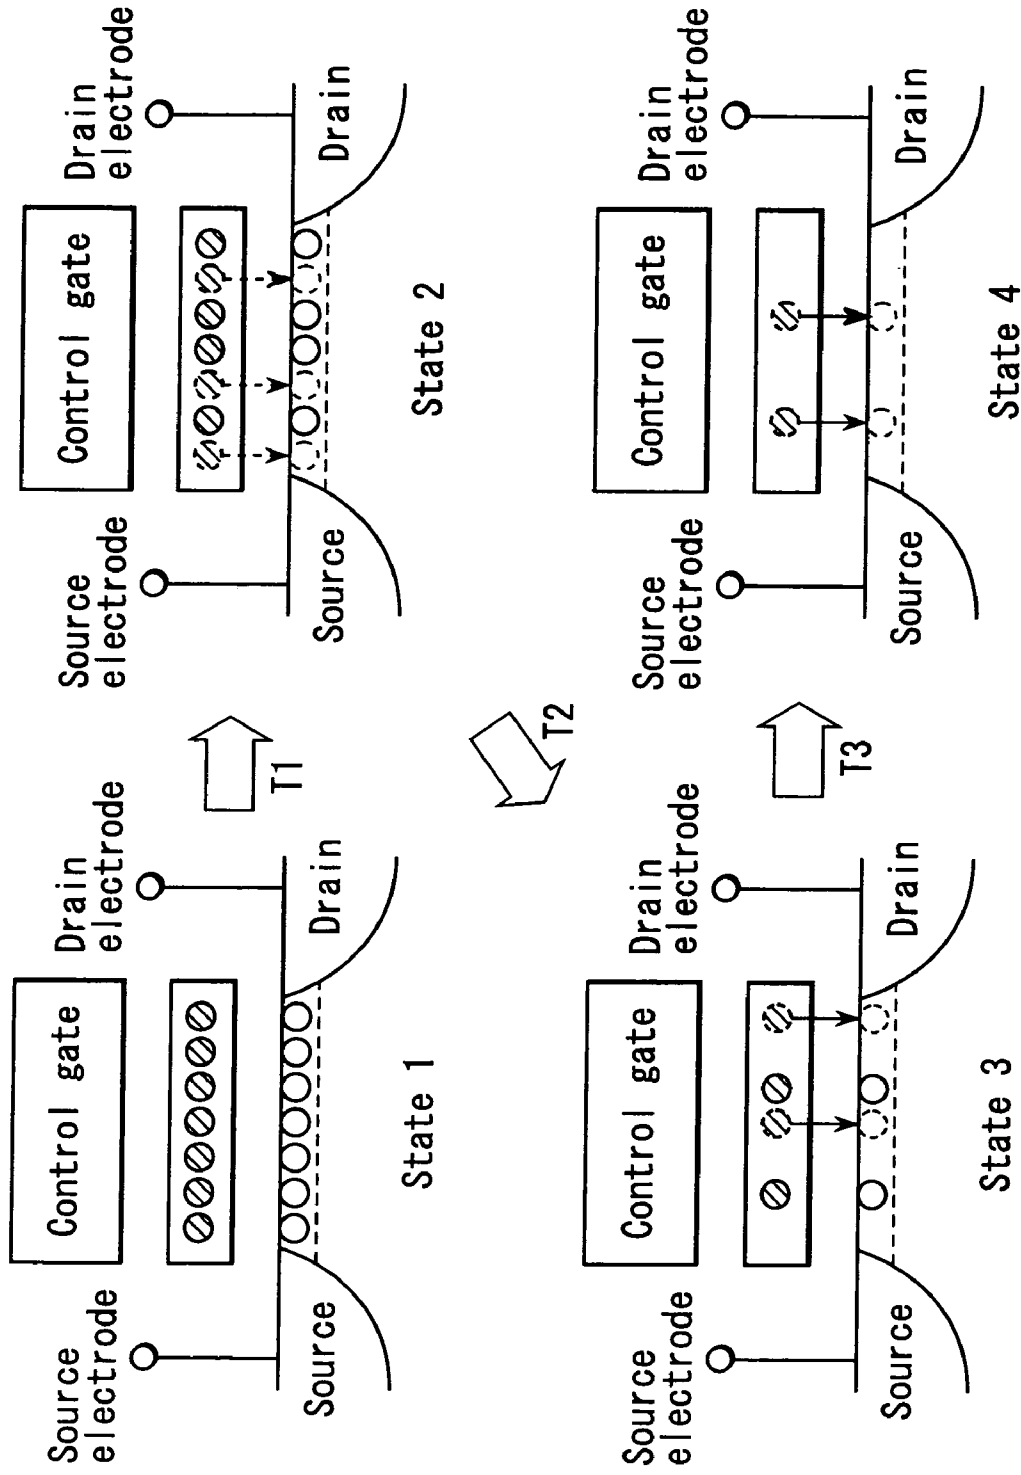 Source
electrode
Control gate
Drain
electrode
Source
Drain
State 1
T1
Source
electrode
Control gate
Drain
electrode
Source
Drain
State 2
T2
Source
electrode
Control gate
Drain
electrode
Source
Drain
State 3
T3
Source
electrode
Control gate
Drain
electrode
Source
Drain
State 4